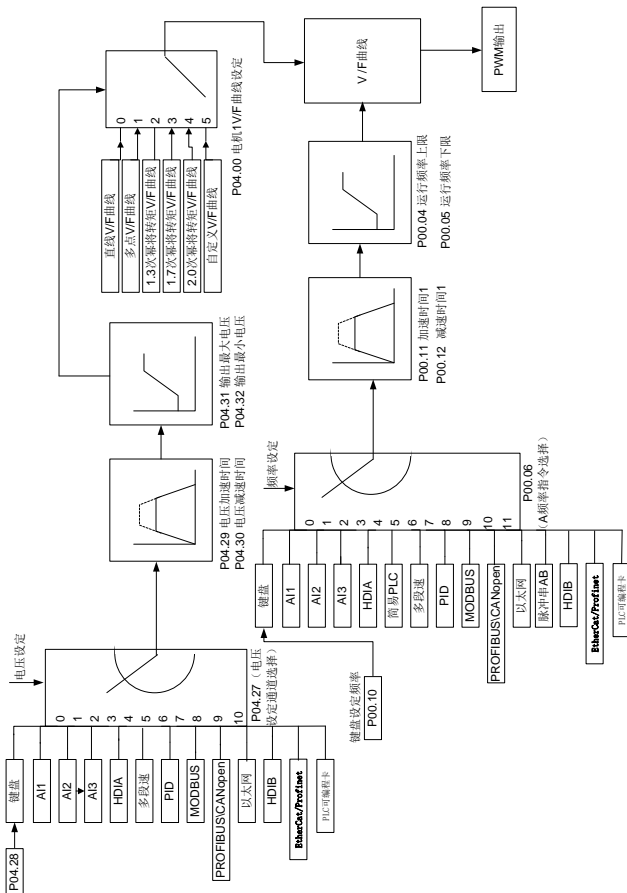 P04.28
键盘
AI1
AI2
AI3
HDIA
多段速
PID
MODBUS
PROFIBUS\CANopen
以太网
HDIB
EtherCat/Profinet
PLC可编程卡
电压设定
0
1
2
3
4
5
6
7
8
9
10
P04.27（电压
设定通道选择）
P04.29 电压加速时间
P04.30 电压减速时间
P04.31 输出最大电压
P04.32 输出最小电压
直线V/F曲线
多点V/F曲线
1.3次幂将转矩V/F曲线
1.7次幂将转矩V/F曲线
2.0次幂将转矩V/F曲线
自定义V/F曲线
0
1
2
3
4
5
P04.00 电机1V/F曲线设定
键盘设定频率
P00.10
键盘
AI1
AI2
AI3
HDIA
简易PLC
多段速
PID
MODBUS
PROFIBUS\CANopen
以太网
脉冲串AB
HDIB
EtherCat/Profinet
PLC可编程卡
频率设定
0
1
2
3
4
5
6
7
8
9
10
11
P00.06
（A频率指令选择）
P00.11 加速时间1
P00.12 减速时间1
P00.04 运行频率上限
P00.05 运行频率下限
V /F曲线
PWM输出